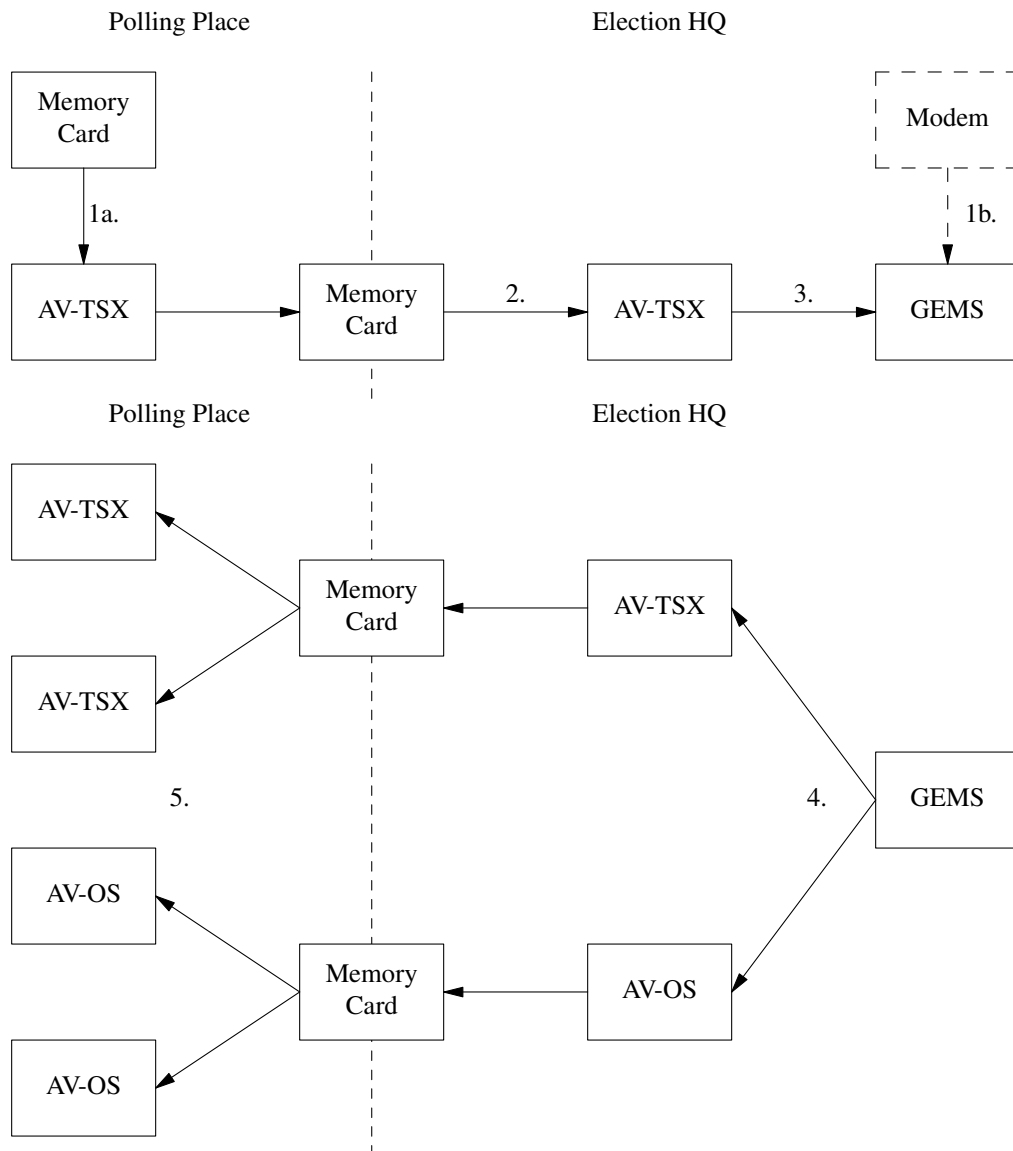 Polling Place
Election HQ
Memory
Card
Modem
1a.
1b.
AV-TSX
Memory
Card
2.
AV-TSX
3.
GEMS
Polling Place
Election HQ
AV-TSX
Memory
Card
AV-TSX
AV-TSX
5.
4.
GEMS
AV-OS
Memory
Card
AV-OS
AV-OS